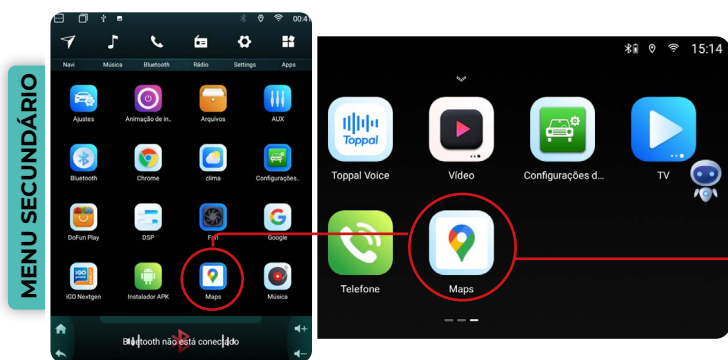 MENU SECUNDÁRIO
00:41
Navi Música Bluetooth Rádio Settings Apps
Ajustes Animação de in.. Arquivos AUX
Bluetooth Chrome clima Configurações..
DoFun Play DSP Google
iGO Nextgen Instalador APK Maps Música
Bluetooth não está conectado
15:14
Toppal
Toppal Voice Vídeo Configurações d... TV
Telefone Maps